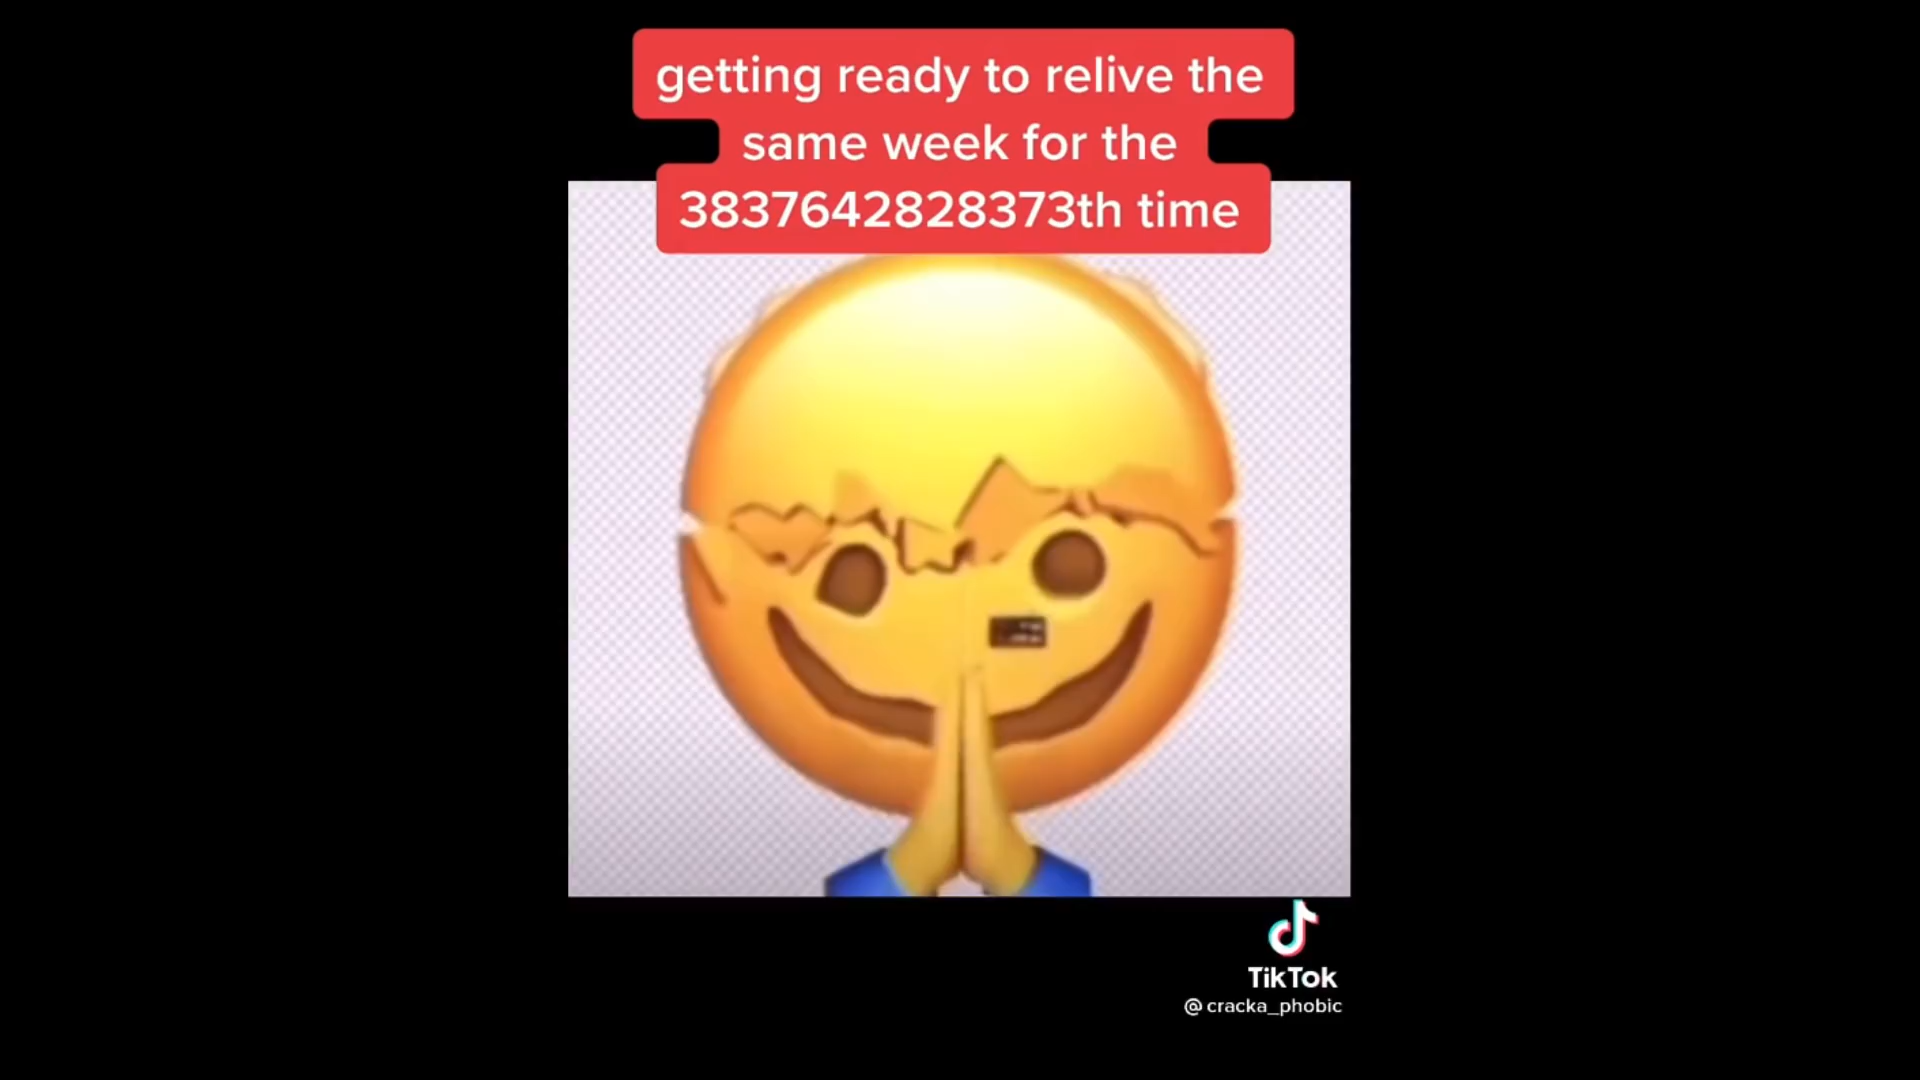 getting ready to relive the
same week for the
3837642828373th time
TikTok
@cracka_phobic